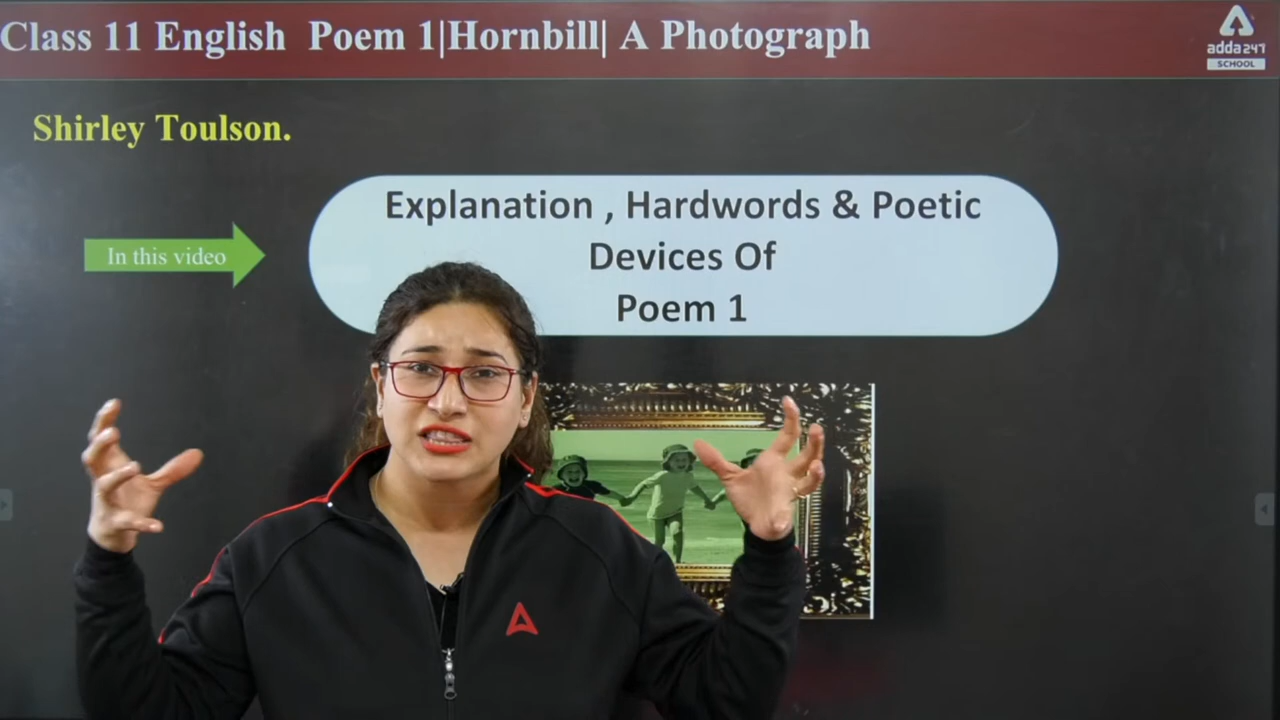 Class 11 English Poem 1|Hornbill| A Photograph
adda247
SCHOOL
Shirley Toulson.
In this video
Explanation , Hardwords & Poetic
Devices Of
Poem 1